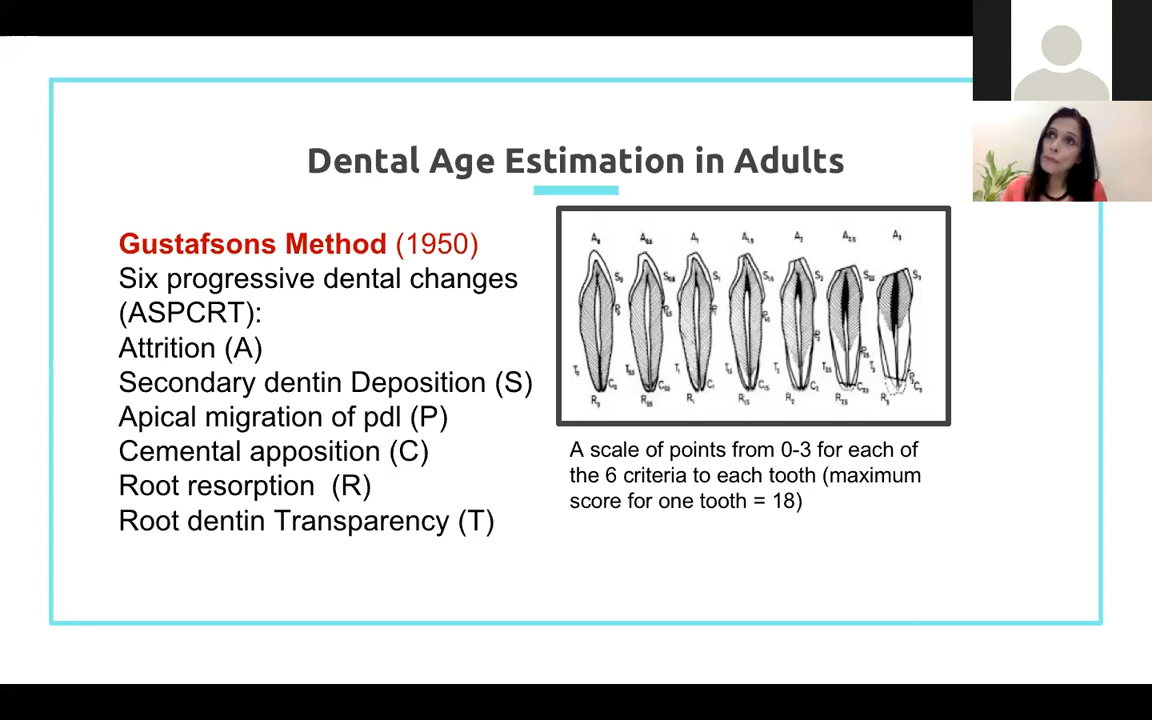 Dental Age Estimation in Adults
Gustafsons Method (1950)
Six progressive dental changes
(ASPCRT):
Attrition (A)
Secondary dentin Deposition (S)
Apical migration of pdl (P)
Cemental apposition (C)
Root resorption (R)
Root dentin Transparency (T)
A scale of points from 0-3 for each of
the 6 criteria to each tooth (maximum
score for one tooth = 18)